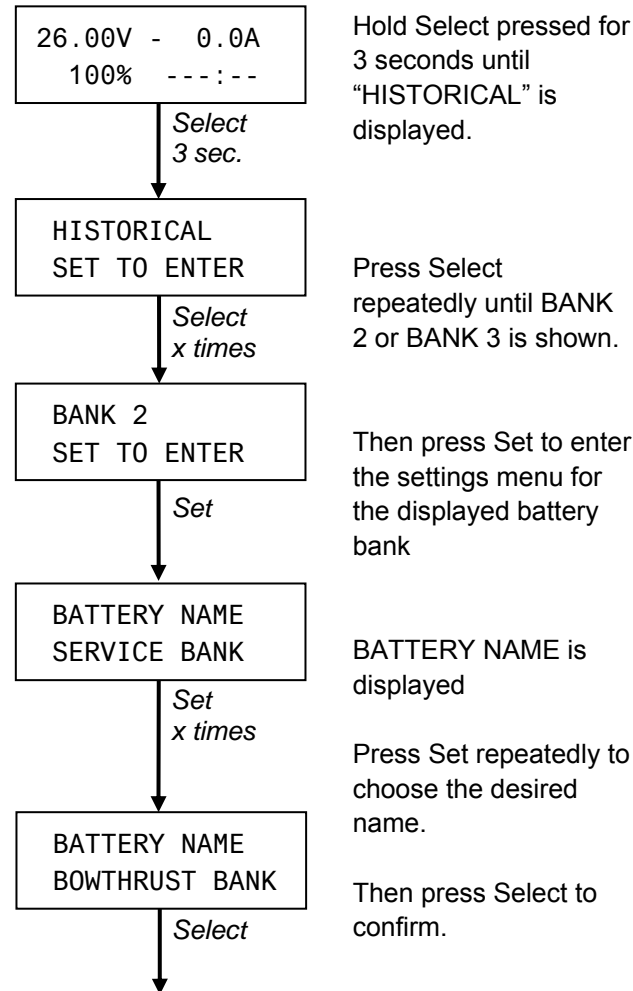 26.00V - 0.0A
100% ---:--
Hold Select pressed for
3 seconds until
“HISTORICAL” is
displayed.
Select
3 sec.
HISTORICAL
SET TO ENTER
Press Select
repeatedly until BANK
2 or BANK 3 is shown.
Select
x times
BANK 2
SET TO ENTER
Then press Set to enter
the settings menu for
the displayed battery
bank
Set
BATTERY NAME
SERVICE BANK
BATTERY NAME is
displayed
Set
x times
Press Set repeatedly to
choose the desired
name.
BATTERY NAME
BOWTHRUST BANK
Then press Select to
confirm.
Select